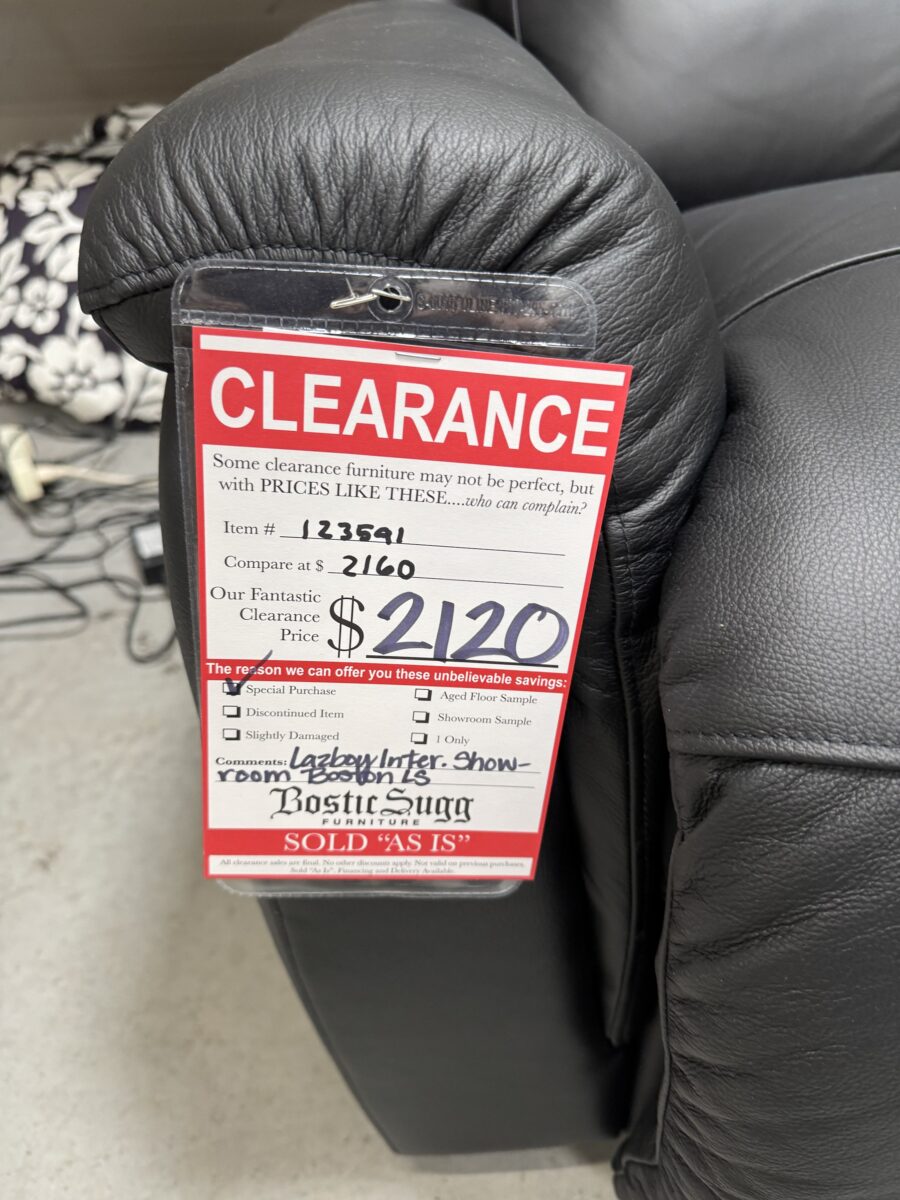 CLEARANCE
Some clearance furniture may not be perfect, but
with PRICES LIKE THESE....who can complain?
Item # 123591
Compare at $ 2160
Our Fantastic
Clearance
Price $2120
The reason we can offer you these unbelievable savings:
Special Purchase
Aged Floor Sample
Discontinued Item
Showroom Sample
Slightly Damaged
1 Only
Comments: Lazboy Inter. Show-
room Boston LS
Bostic Sugg
FURNITURE
SOLD "AS IS"
All clearance sales are final. No other discounts apply. Not valid on previous purchases.
Sold "As Is". Financing and Delivery Available.